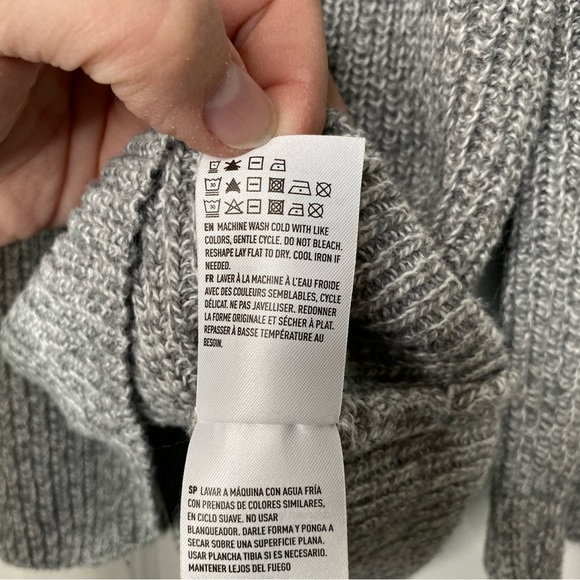 30
30
EN MACHINE WASH COLD WITH LIKE
COLORS, GENTLE CYCLE. DO NOT BLEACH.
RESHAPE LAY FLAT TO DRY. COOL IRON IF
NEEDED.
FR LAVER À LA MACHINE À L'EAU FROIDE
AVEC DES COULEURS SEMBLABLES, CYCLE
DÉLICAT. NE PAS JAVELLISER. REDONNER
LA FORME ORIGINALE ET SÉCHER À PLAT.
REPASSER À BASSE TEMPÉRATURE AU
BESOIN.
SP LAVAR A MÁQUINA CON AGUA FRÍA
CON PRENDAS DE COLORES SIMILARES,
EN CICLO SUAVE. NO USAR
BLANQUEADOR. DARLE FORMA Y PONGA A
SECAR SOBRE UNA SUPERFICIE PLANA.
USAR PLANCHA TIBIA SI ES NECESARIO.
MANTENER LEJOS DEL FUEGO